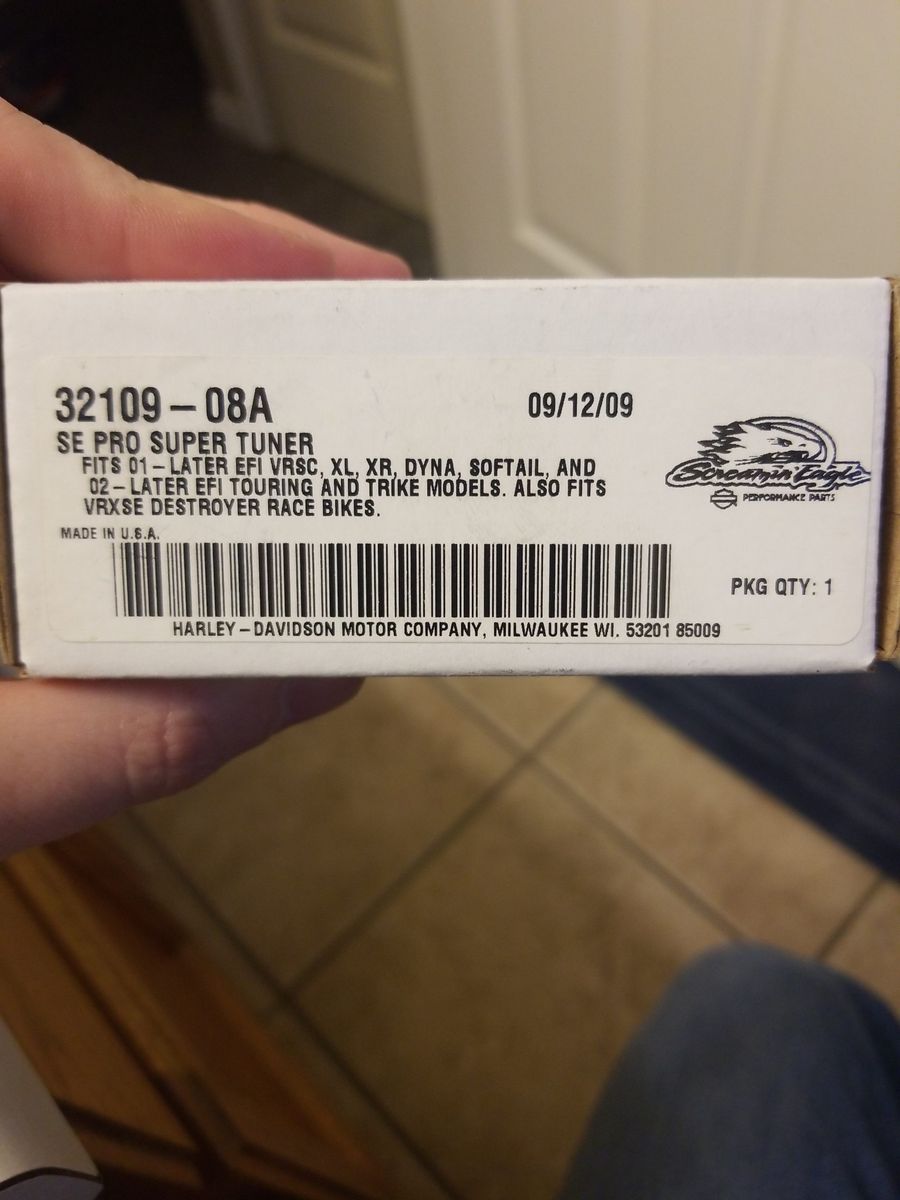 32109-08A
09/12/09
SE PRO SUPER TUNER
FITS 01-LATER EFI VRSC, XL, XR, DYNA, SOFTAIL, AND
02-LATER EFI TOURING AND TRIKE MODELS. ALSO FITS
VRXSE DESTROYER RACE BIKES.
Screamin' Eagle
PERFORMANCE PARTS
MADE IN U.S.A.
PKG QTY: 1
HARLEY-DAVIDSON MOTOR COMPANY, MILWAUKEE WI. 53201 85009